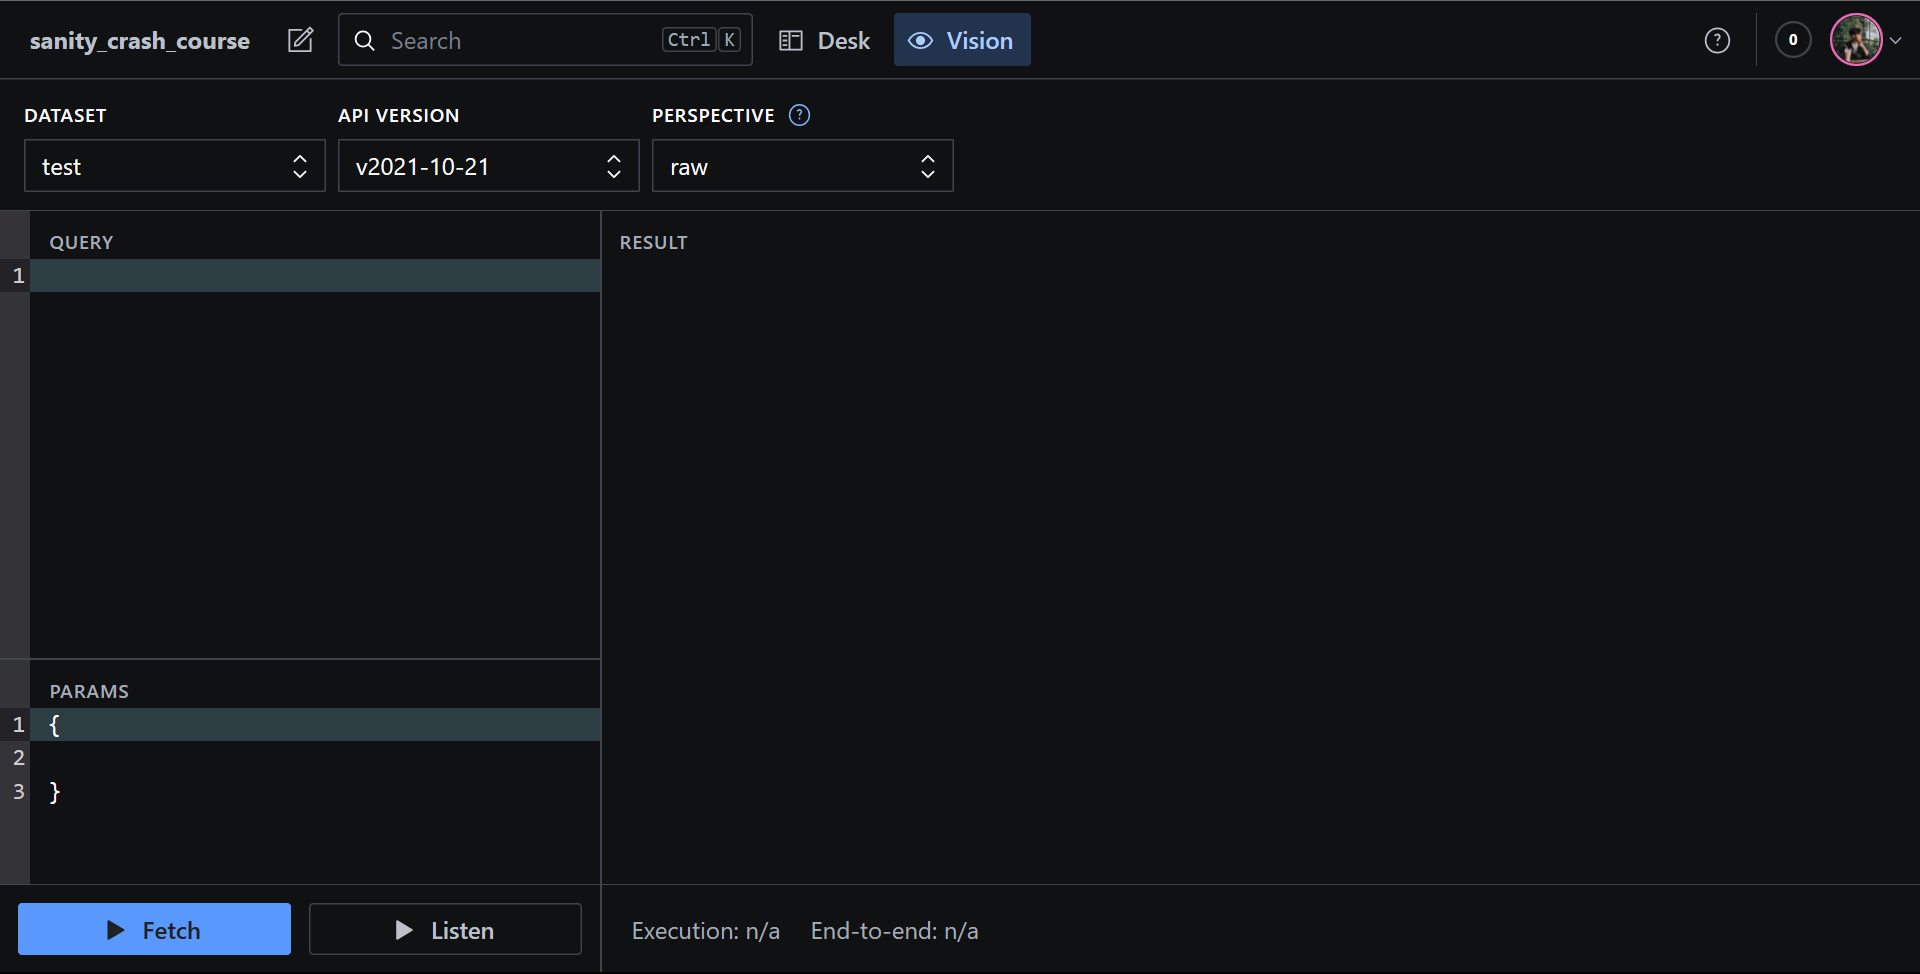 sanity_crash_course
Search
Ctrl K
Desk
Vision
?
0
DATASET
API VERSION
PERSPECTIVE ?
test
v2021-10-21
raw
QUERY
1
RESULT
PARAMS
1 {
2
3 }
Fetch
Listen
Execution: n/a
End-to-end: n/a